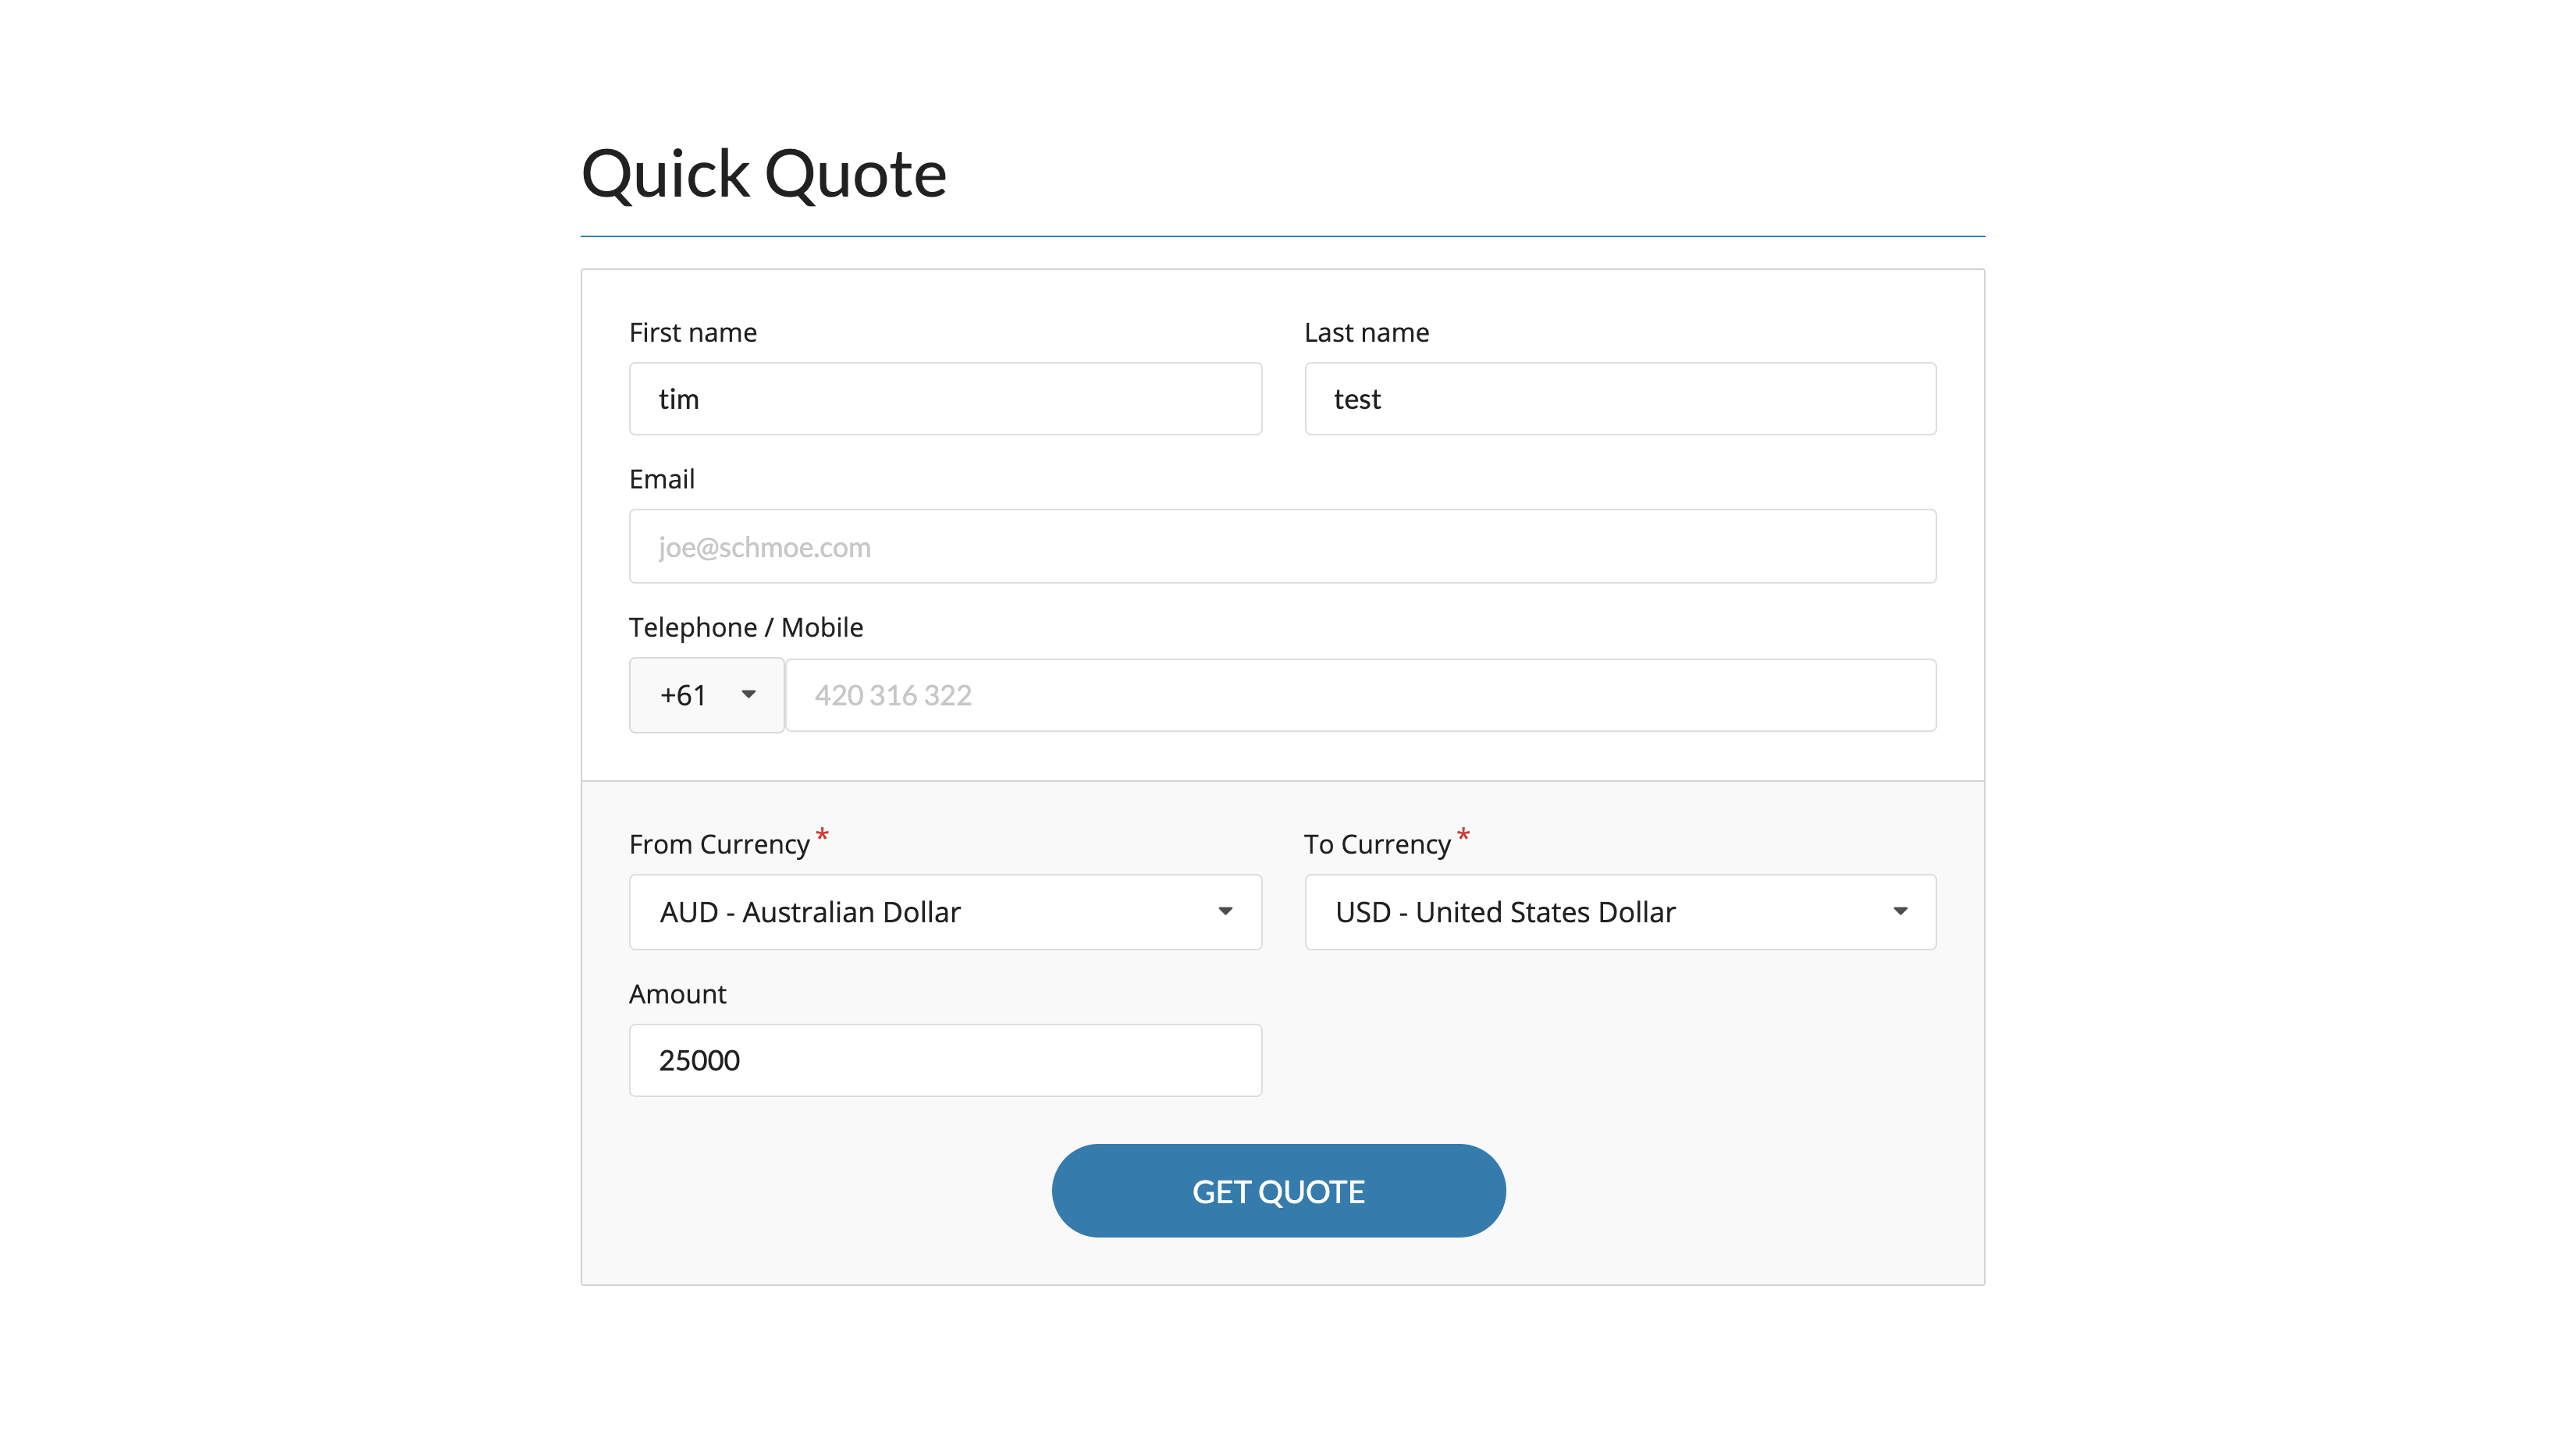 Quick Quote
First name
Last name
tim
test
Email
joe@schmoe.com
Telephone / Mobile
+61
420 316 322
From Currency *
To Currency *
AUD - Australian Dollar
USD - United States Dollar
Amount
25000
GET QUOTE